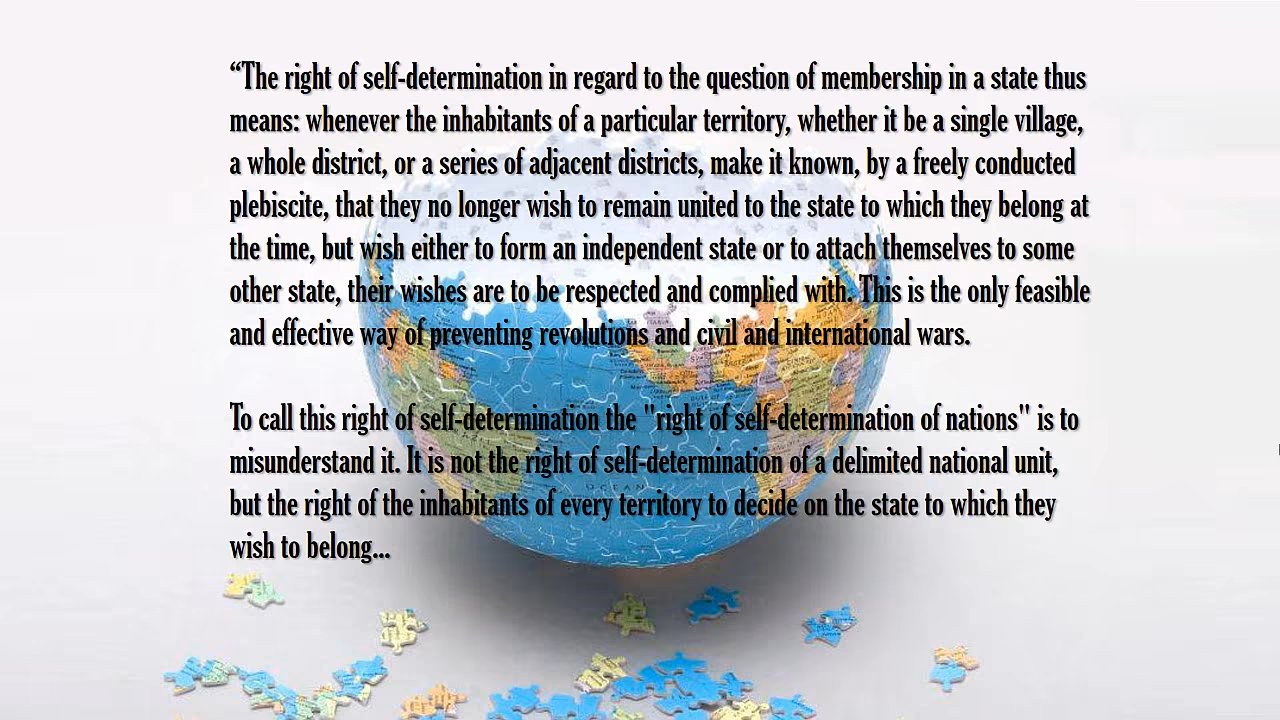 “The right of self-determination in regard to the question of membership in a state thus
means: whenever the inhabitants of a particular territory, whether it be a single village,
a whole district, or a series of adjacent districts, make it known, by a freely conducted
plebiscite, that they no longer wish to remain united to the state to which they belong at
the time, but wish either to form an independent state or to attach themselves to some
other state, their wishes are to be respected and complied with. This is the only feasible
and effective way of preventing revolutions and civil and international wars.
To call this right of self-determination the "right of self-determination of nations" is to
misunderstand it. It is not the right of self-determination of a delimited national unit,
but the right of the inhabitants of every territory to decide on the state to which they
wish to belong...
OCEAN